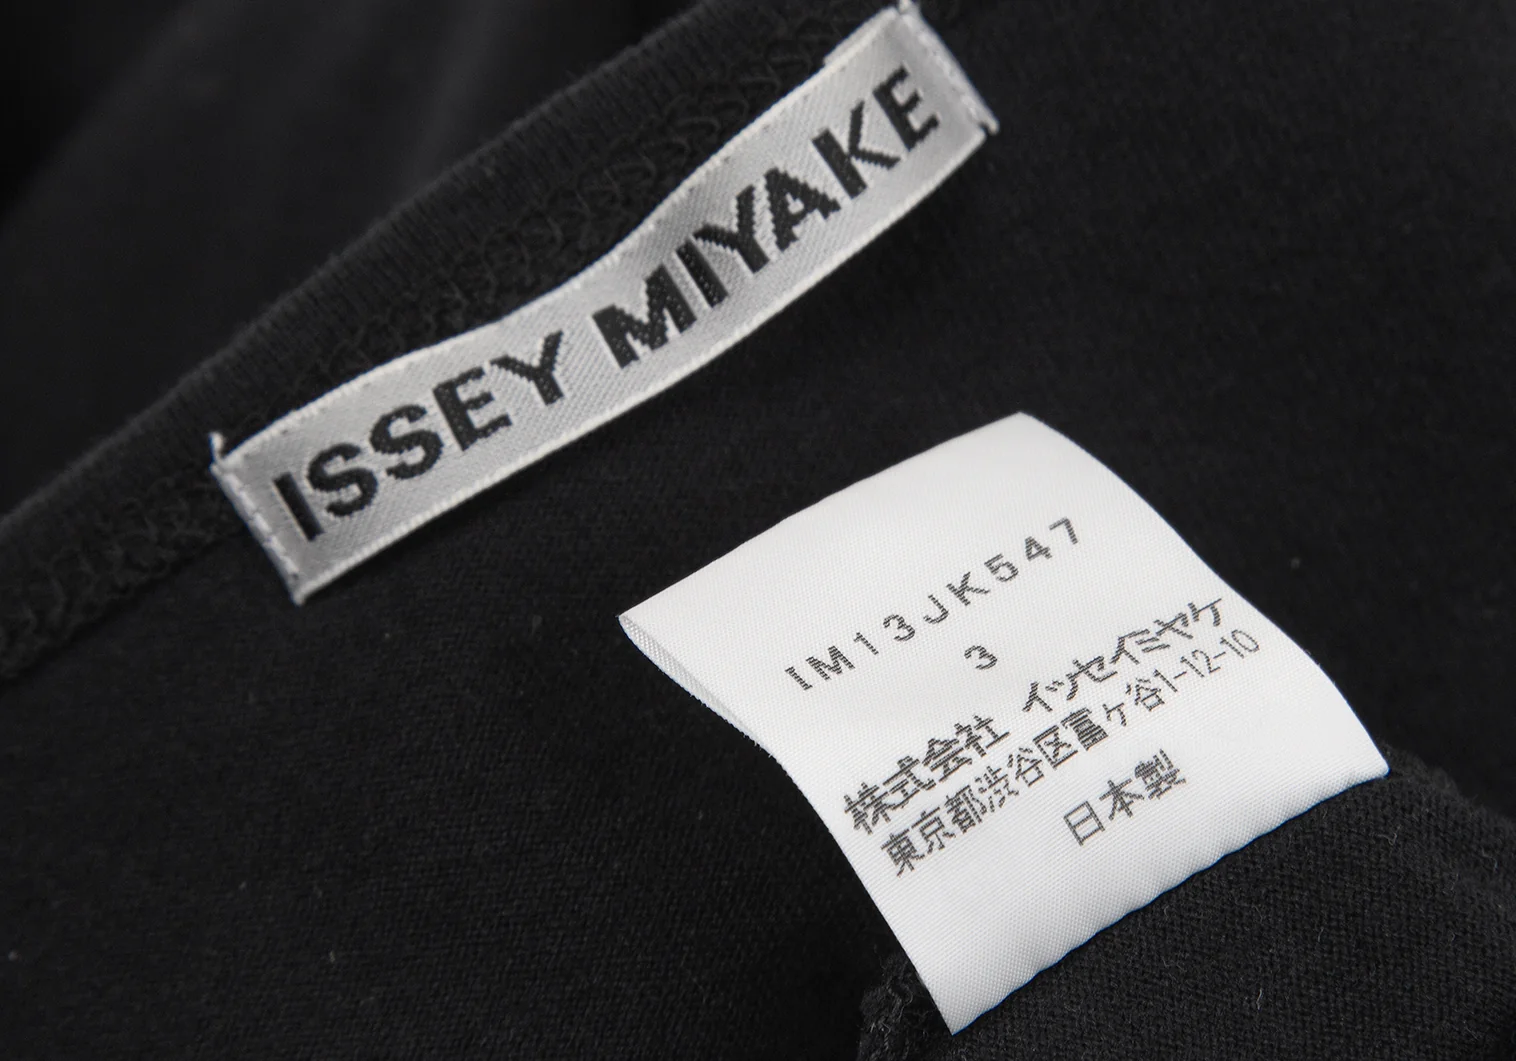 ISSEY MIYAKE
IM13JK547
3
株式会社 イッセイミヤケ
東京都渋谷区富ヶ谷1-12-10
日本製